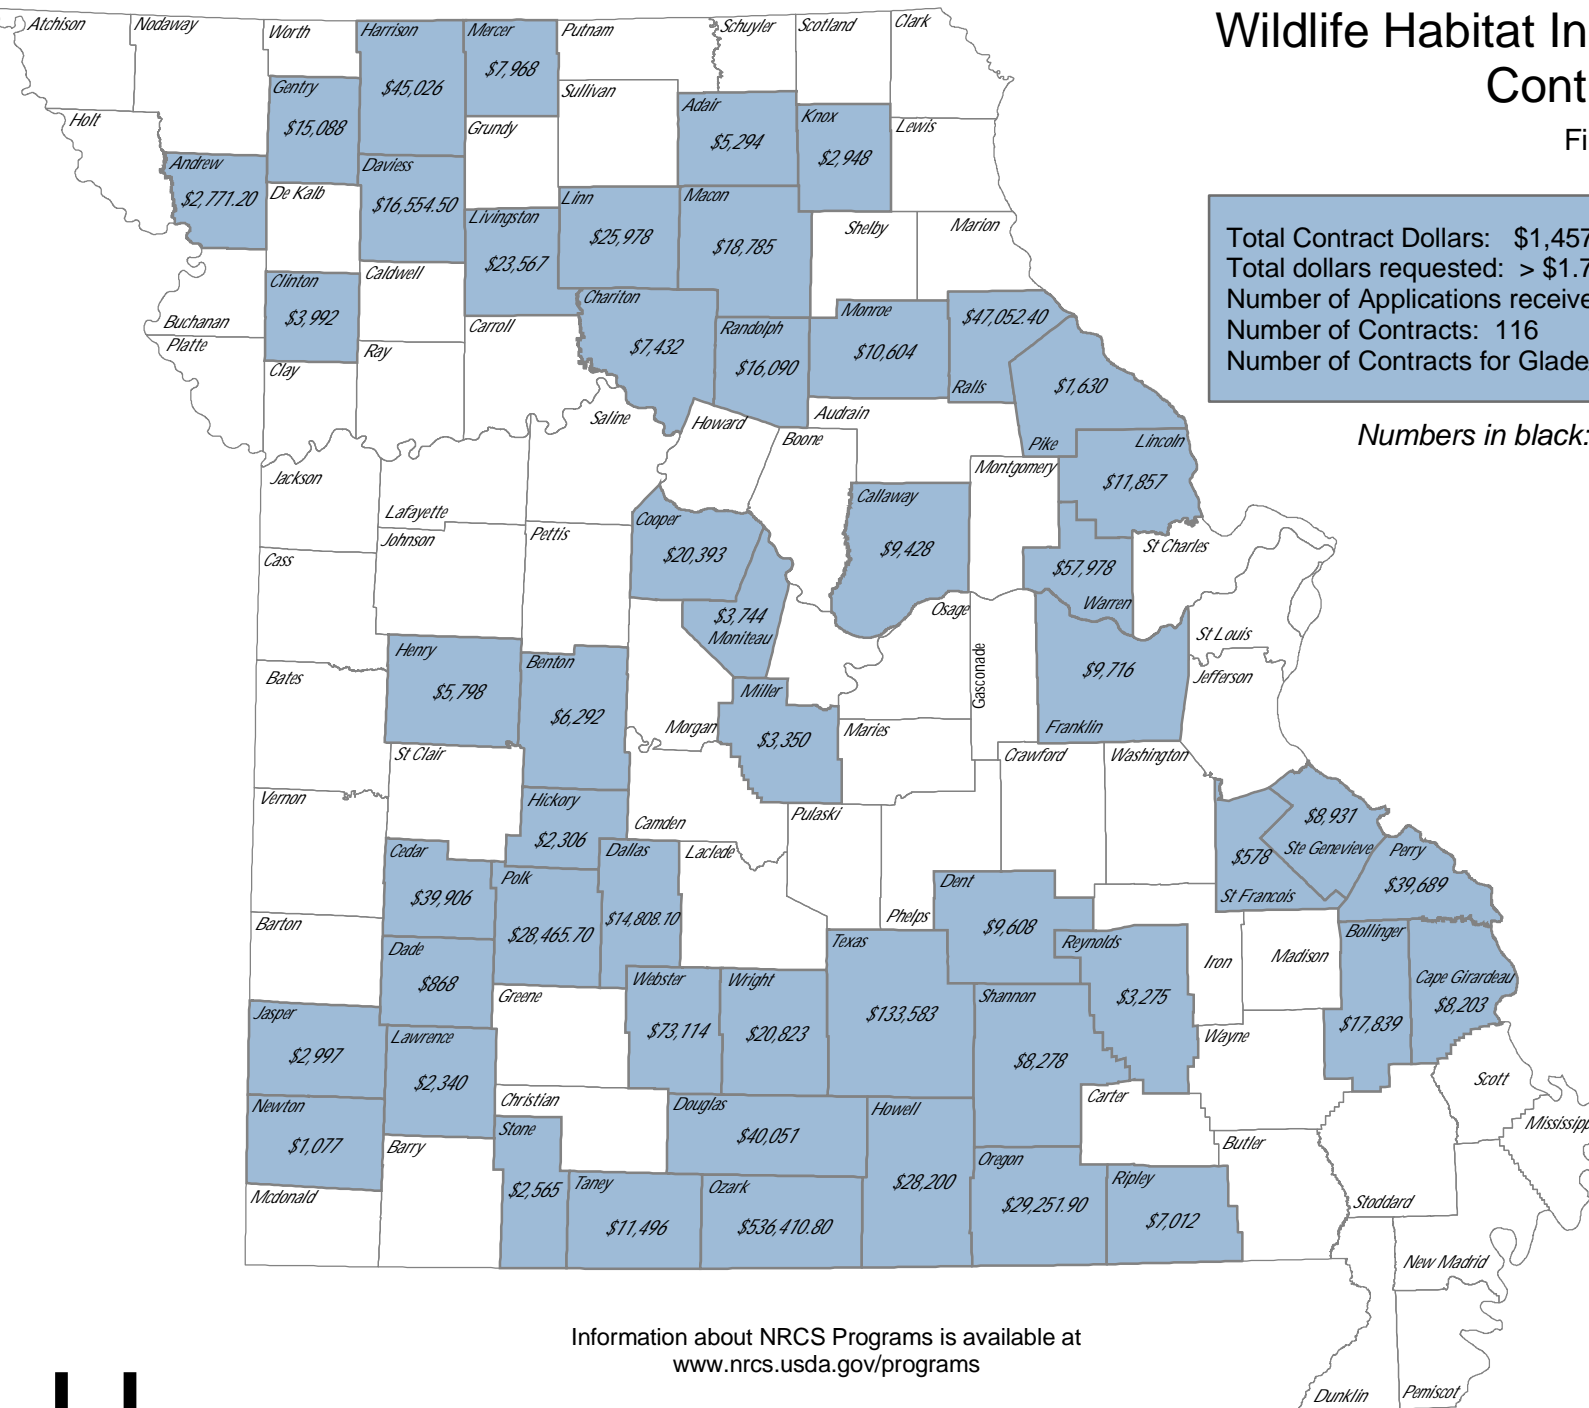 Wildlife Habitat In
Cont
Fi
Total Contract Dollars: $1,457
Total dollars requested: > $1.7
Number of Applications receive
Number of Contracts: 116
Number of Contracts for Glade
Numbers in black:
Atchison
Nodaway
Worth
Harrison
$45,026
Mercer
$7,968
Putnam
Schuyler
Scotland
Clark
Gentry
$15,088
Sullivan
Adair
$5,294
Knox
$2,948
Lewis
Holt
Grundy
Andrew
$2,771.20
De Kalb
Daviess
$16,554.50
Livingston
$23,567
Linn
$25,978
Macon
$18,785
Shelby
Marion
Clinton
$3,992
Caldwell
Buchanan
Platte
Clay
Ray
Carroll
Chariton
$7,432
Randolph
$16,090
Monroe
$10,604
$47,052.40
Ralls
$1,630
Pike
Saline
Howard
Boone
Audrain
Montgomery
Lincoln
$11,857
Jackson
Lafayette
Johnson
Pettis
Cooper
$20,393
Callaway
$9,428
$57,978
Warren
St Charles
Cass
$3,744
Moniteau
Osage
Gasconade
$9,716
Franklin
St Louis
Jefferson
Bates
Henry
$5,798
Benton
$6,292
Morgan
Miller
$3,350
Maries
Crawford
Washington
St Clair
Vernon
Hickory
$2,306
Camden
Pulaski
Cedar
$39,906
Polk
$28,465.70
Dallas
$14,808.10
Laclede
Phelps
Dent
$9,608
$578
St Francois
$8,931
Ste Genevieve
Perry
$39,689
Barton
Dade
$868
Greene
Webster
$73,114
Wright
$20,823
Texas
$133,583
Shannon
$8,278
Reynolds
$3,275
Iron
Madison
Bollinger
$17,839
Cape Girardeau
$8,203
Jasper
$2,997
Lawrence
$2,340
Wayne
Scott
Mississipp
Newton
$1,077
Barry
Christian
Stone
$2,565
Douglas
$40,051
Howell
$28,200
Carter
Butler
Mcdonald
Taney
$11,496
Ozark
$536,410.80
Oregon
$29,251.90
Ripley
$7,012
Stoddard
New Madrid
Dunklin
Pemiscot
Information about NRCS Programs is available at
www.nrcs.usda.gov/programs